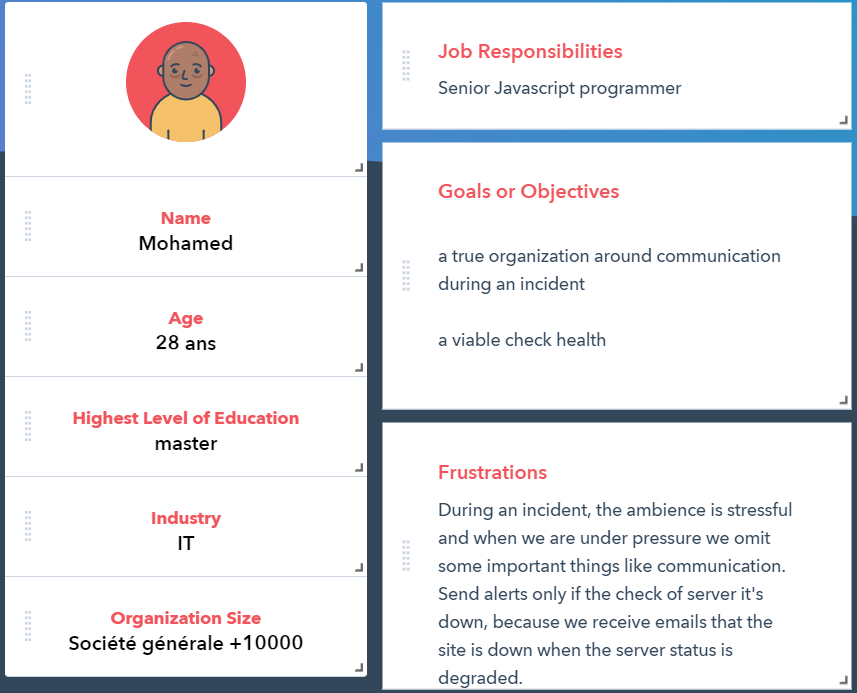 Name
Mohamed
Age
28 ans
Highest Level of Education
master
Industry
IT
Organization Size
Société générale +10000
Job Responsibilities
Senior Javascript programmer
Goals or Objectives
a true organization around communication
during an incident
a viable check health
Frustrations
During an incident, the ambience is stressful
and when we are under pressure we omit
some important things like communication.
Send alerts only if the check of server it's
down, because we receive emails that the
site is down when the server status is
degraded.